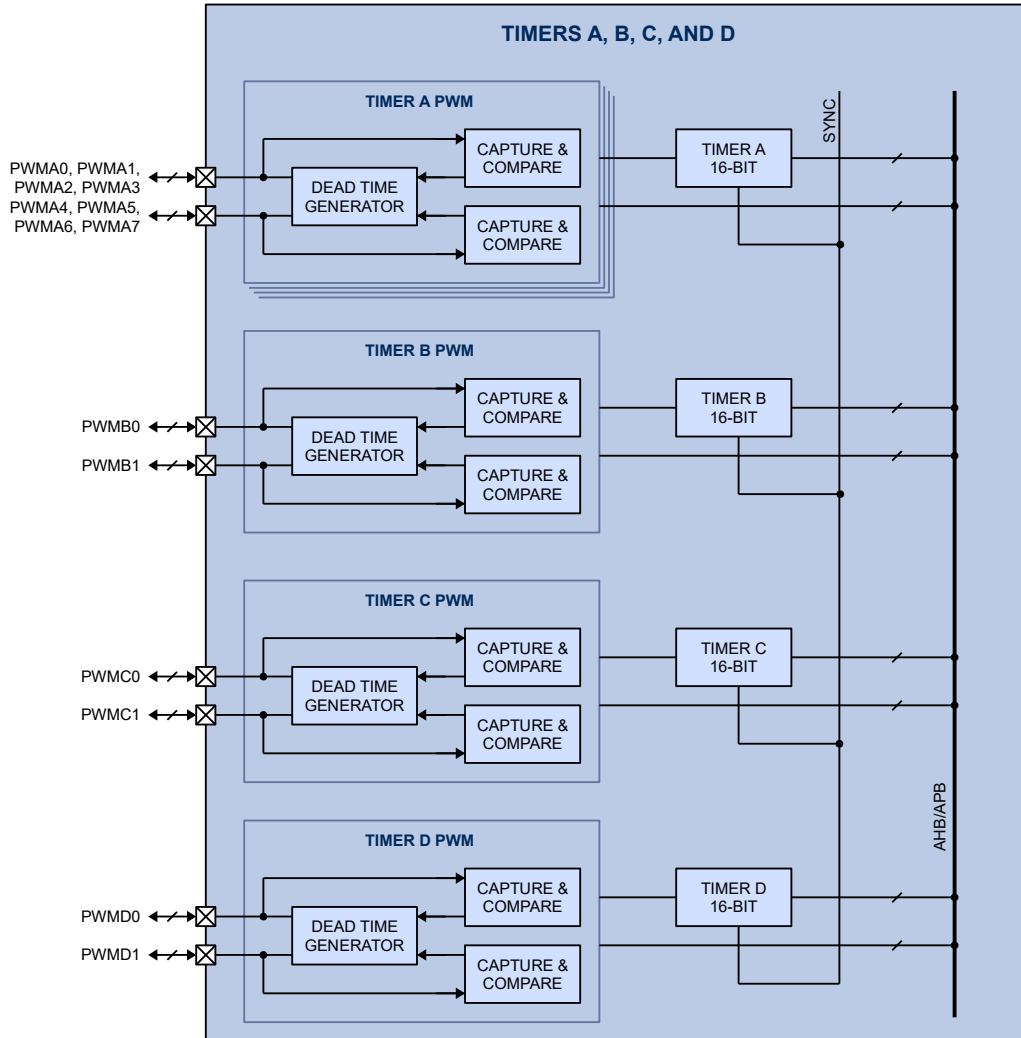 TIMERS A, B, C, AND D
TIMER A PWM
SYNC
PWMA0, PWMA1,
PWMA2, PWMA3
PWMA4, PWMA5,
PWMA6, PWMA7
DEAD TIME
GENERATOR
CAPTURE &
COMPARE
CAPTURE &
COMPARE
TIMER A
16-BIT
TIMER B PWM
PWMB0
PWMB1
DEAD TIME
GENERATOR
CAPTURE &
COMPARE
CAPTURE &
COMPARE
TIMER B
16-BIT
TIMER C PWM
PWMC0
PWMC1
DEAD TIME
GENERATOR
CAPTURE &
COMPARE
CAPTURE &
COMPARE
TIMER C
16-BIT
AHB/APB
TIMER D PWM
PWMD0
PWMD1
DEAD TIME
GENERATOR
CAPTURE &
COMPARE
CAPTURE &
COMPARE
TIMER D
16-BIT